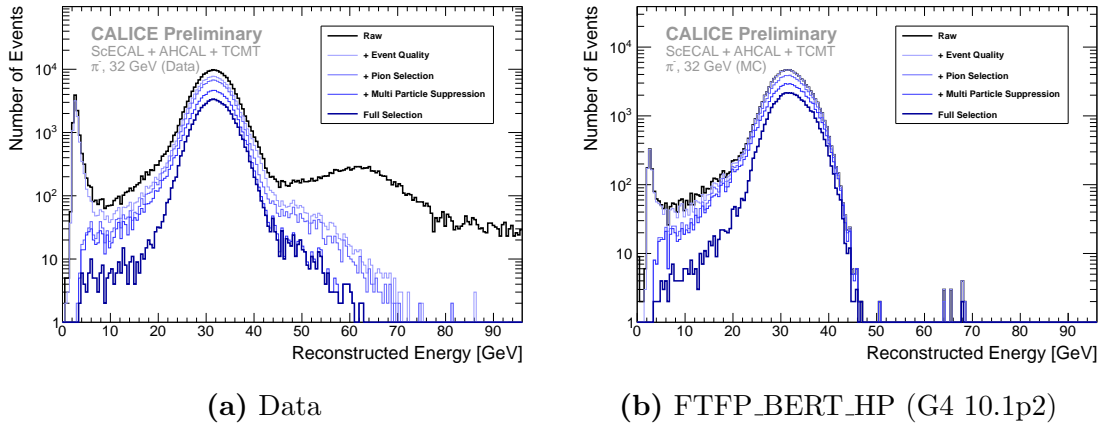 CALICE Preliminary
ScECAL + AHCAL + TCMT
π-, 32 GeV (Data)
Raw
+ Event Quality
+ Pion Selection
+ Multi Particle Suppression
Full Selection
Number of Events
10⁴
10³
10²
10
1
0 10 20 30 40 50 60 70 80 90
Reconstructed Energy [GeV]
(a) Data
CALICE Preliminary
ScECAL + AHCAL + TCMT
π-, 32 GeV (MC)
Raw
+ Event Quality
+ Pion Selection
+ Multi Particle Suppression
Full Selection
Number of Events
10⁴
10³
10²
10
1
0 10 20 30 40 50 60 70 80 90
Reconstructed Energy [GeV]
(b) FTFP_BERT_HP (G4 10.1p2)